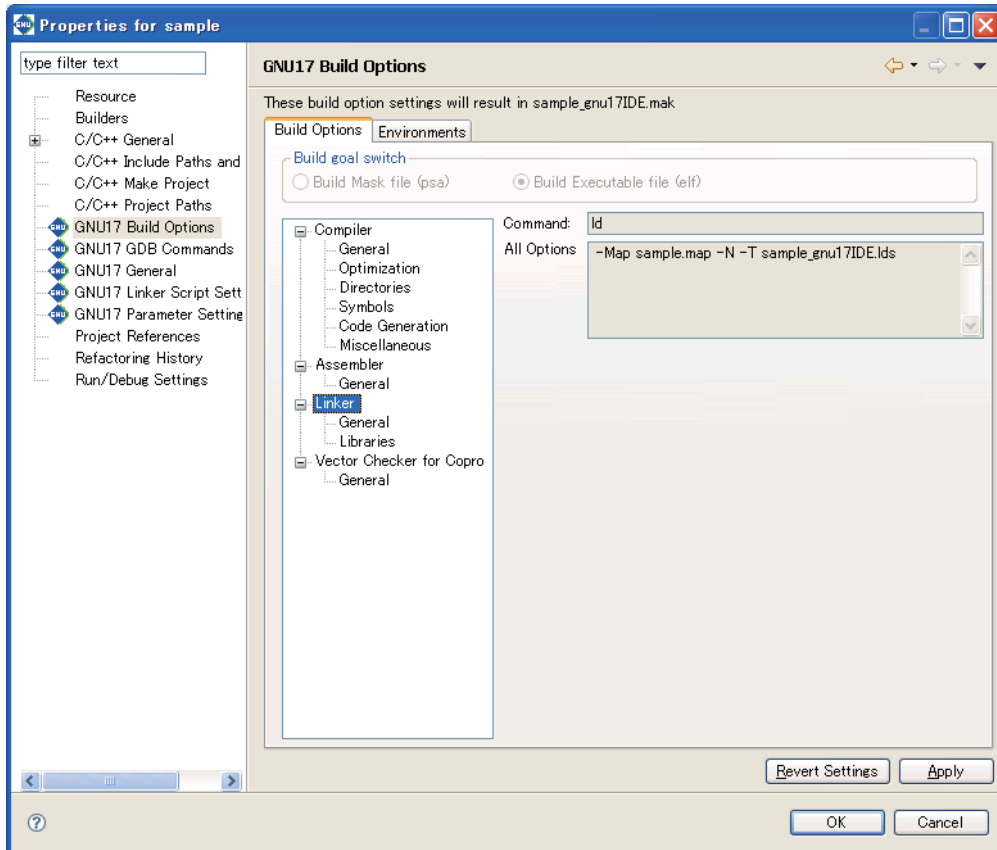 Properties for sample
type filter text
Resource
Builders
C/C++ General
C/C++ Include Paths and
C/C++ Make Project
C/C++ Project Paths
GNU17 Build Options
GNU17 GDB Commands
GNU17 General
GNU17 Linker Script Sett
GNU17 Parameter Setting
Project References
Refactoring History
Run/Debug Settings
GNU17 Build Options
These build option settings will result in sample_gnu17IDE.mak
Build Options Environments
Build goal switch
Build Mask file (psa) Build Executable file (elf)
Compiler
General
Optimization
Directories
Symbols
Code Generation
Miscellaneous
Assembler
General
Linker
General
Libraries
Vector Checker for Copro
General
Command: ld
All Options -Map sample.map -N -T sample_gnu17IDE.lds
Revert Settings Apply
OK Cancel